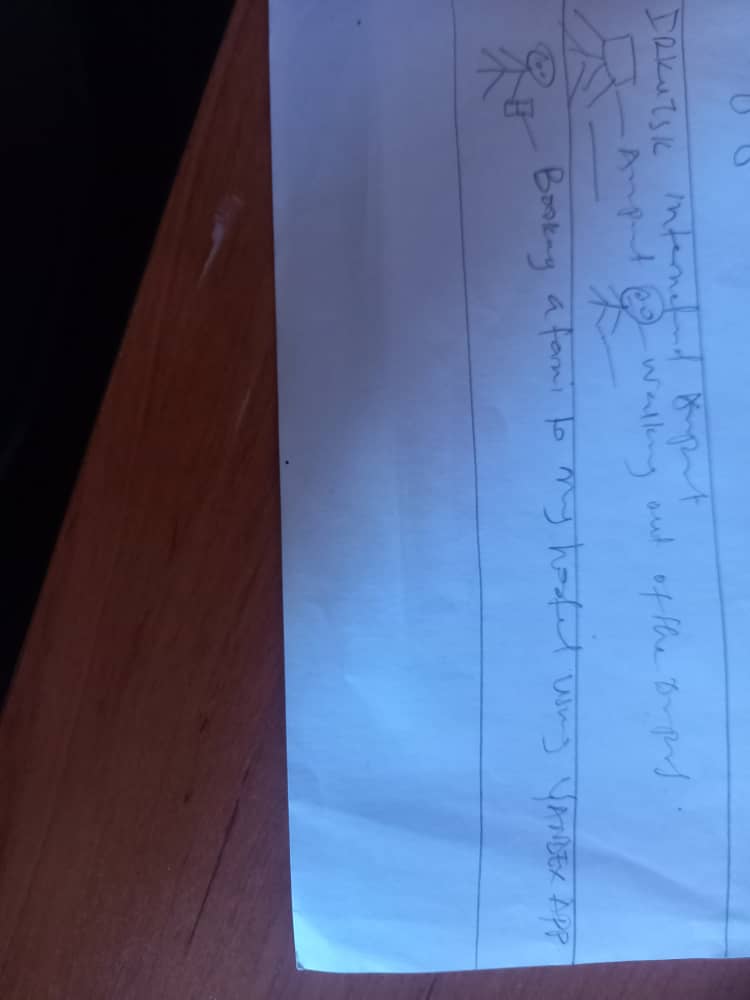 IRKUTSK international Airport
Airport walking out of the airport.
Booking a taxi to my hostel using YANDEX APP